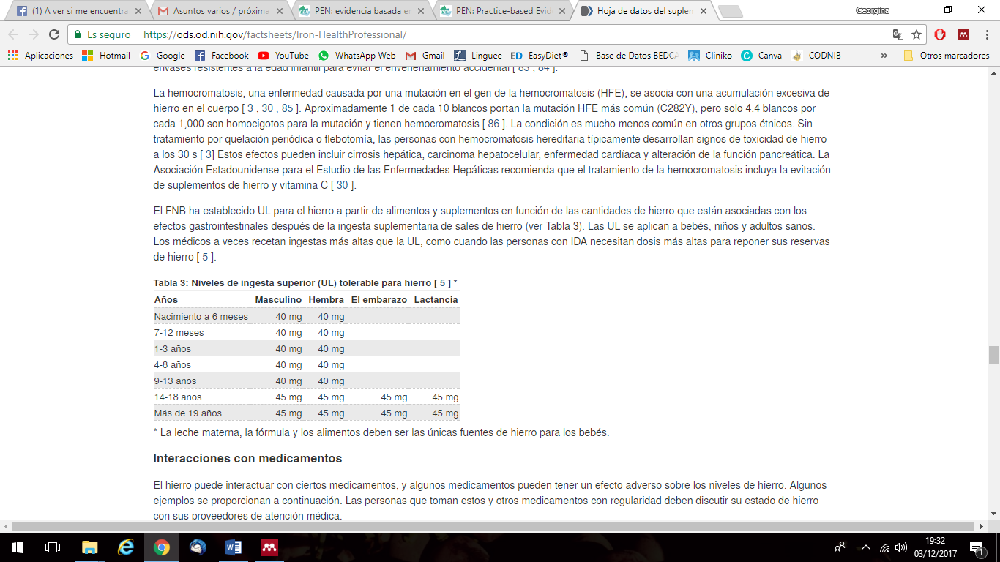 (1) A ver si me encuentra
Asuntos varios / próxima
PEN: evidencia basada en
PEN: Practice-based Evid
Hoja de datos del suplem
Georgina
Es seguro
https://ods.od.nih.gov/factsheets/Iron-HealthProfessional/
Aplicaciones
Hotmail
Google
Facebook
YouTube
WhatsApp Web
Gmail
Linguee
ED EasyDiet®
Base de Datos BEDCA
Cliniko
Canva
CODNIB
»
Otros marcadores
envases resistentes a la edad infantil para evitar el envenenamiento accidental [ 83 , 84 ].
La hemocromatosis, una enfermedad causada por una mutación en el gen de la hemocromatosis (HFE), se asocia con una acumulación excesiva de
hierro en el cuerpo [ 3 , 30 , 85 ]. Aproximadamente 1 de cada 10 blancos portan la mutación HFE más común (C282Y), pero solo 4.4 blancos por
cada 1,000 son homocigotos para la mutación y tienen hemocromatosis [ 86 ]. La condición es mucho menos común en otros grupos étnicos. Sin
tratamiento por quelación periódica o flebotomía, las personas con hemocromatosis hereditaria típicamente desarrollan signos de toxicidad de hierro
a los 30 s [ 3] Estos efectos pueden incluir cirrosis hepática, carcinoma hepatocelular, enfermedad cardíaca y alteración de la función pancreática. La
Asociación Estadounidense para el Estudio de las Enfermedades Hepáticas recomienda que el tratamiento de la hemocromatosis incluya la evitación
de suplementos de hierro y vitamina C [ 30 ].
El FNB ha establecido UL para el hierro a partir de alimentos y suplementos en función de las cantidades de hierro que están asociadas con los
efectos gastrointestinales después de la ingesta suplementaria de sales de hierro (ver Tabla 3). Las UL se aplican a bebés, niños y adultos sanos.
Los médicos a veces recetan ingestas más altas que la UL, como cuando las personas con IDA necesitan dosis más altas para reponer sus reservas
de hierro [ 5 ].
Tabla 3: Niveles de ingesta superior (UL) tolerable para hierro [ 5 ] *
Años Masculino Hembra El embarazo Lactancia
Nacimiento a 6 meses 40 mg 40 mg
7-12 meses 40 mg 40 mg
1-3 años 40 mg 40 mg
4-8 años 40 mg 40 mg
9-13 años 40 mg 40 mg
14-18 años 45 mg 45 mg 45 mg 45 mg
Más de 19 años 45 mg 45 mg 45 mg 45 mg
* La leche materna, la fórmula y los alimentos deben ser las únicas fuentes de hierro para los bebés.
Interacciones con medicamentos
El hierro puede interactuar con ciertos medicamentos, y algunos medicamentos pueden tener un efecto adverso sobre los niveles de hierro. Algunos
ejemplos se proporcionan a continuación. Las personas que toman estos y otros medicamentos con regularidad deben discutir su estado de hierro
con sus proveedores de atención médica.
19:32
03/12/2017
1